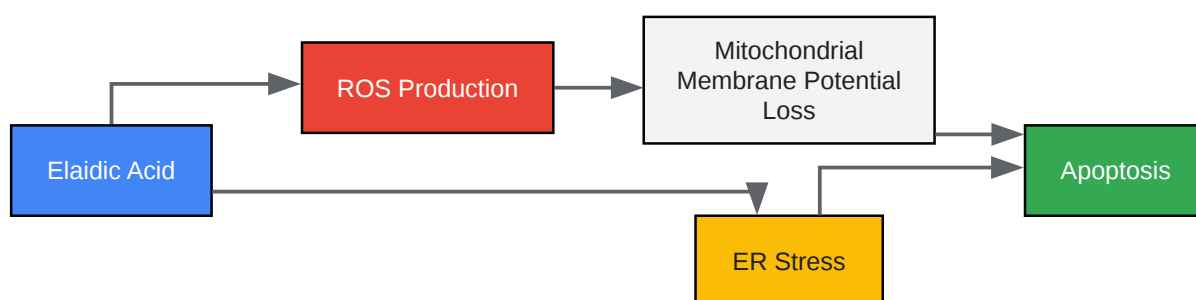 Elaidic Acid
ROS Production
Mitochondrial
Membrane Potential
Loss
ER Stress
Apoptosis